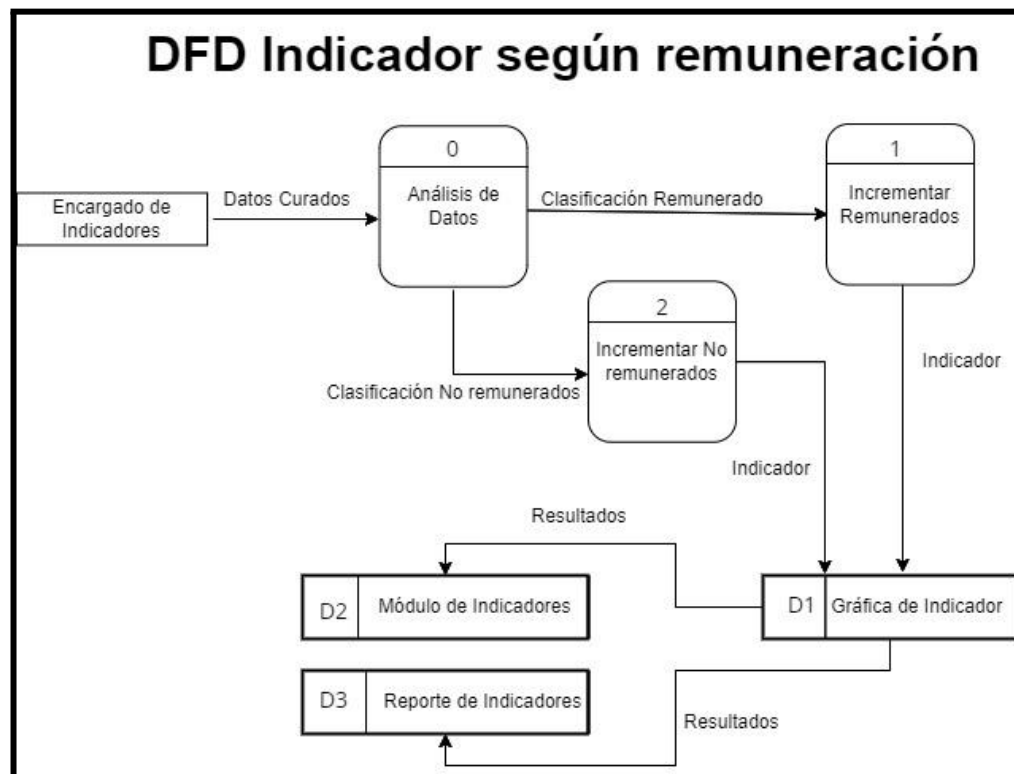 DFD Indicador según remuneración
Encargado de
Indicadores
Datos Curados
0
Análisis de
Datos
Clasificación Remunerado
1
Incrementar
Remunerados
Clasificación No remunerados
2
Incrementar No
remunerados
Indicador
Indicador
Resultados
D2
Módulo de Indicadores
D1
Gráfica de Indicador
D3
Reporte de Indicadores
Resultados